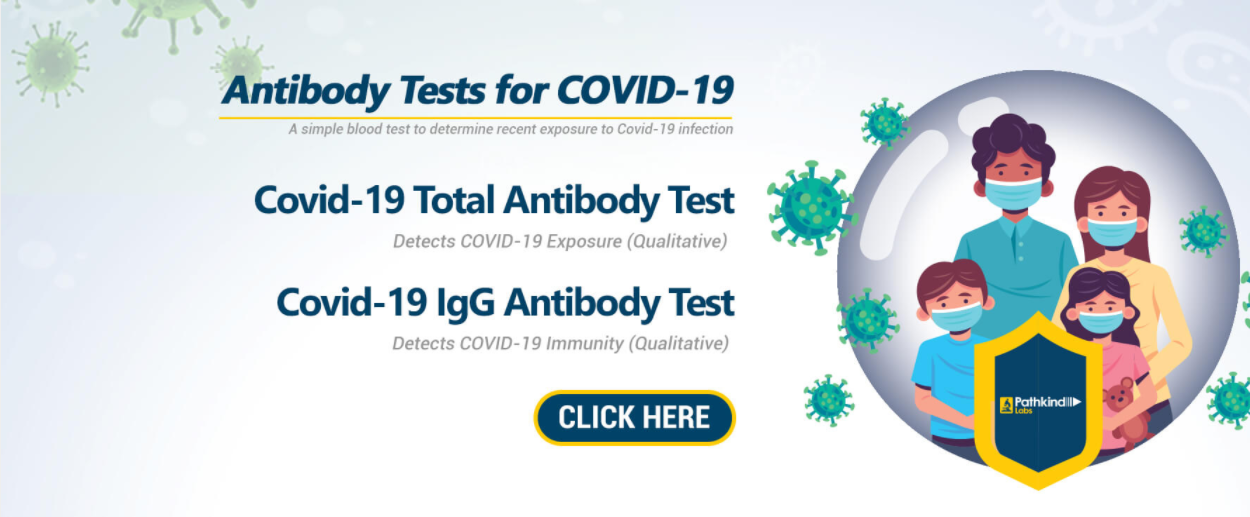 Antibody Tests for COVID-19
A simple blood test to determine recent exposure to Covid-19 infection
Covid-19 Total Antibody Test
Detects COVID-19 Exposure (Qualitative)
Covid-19 IgG Antibody Test
Detects COVID-19 Immunity (Qualitative)
CLICK HERE
Pathkind
Labs